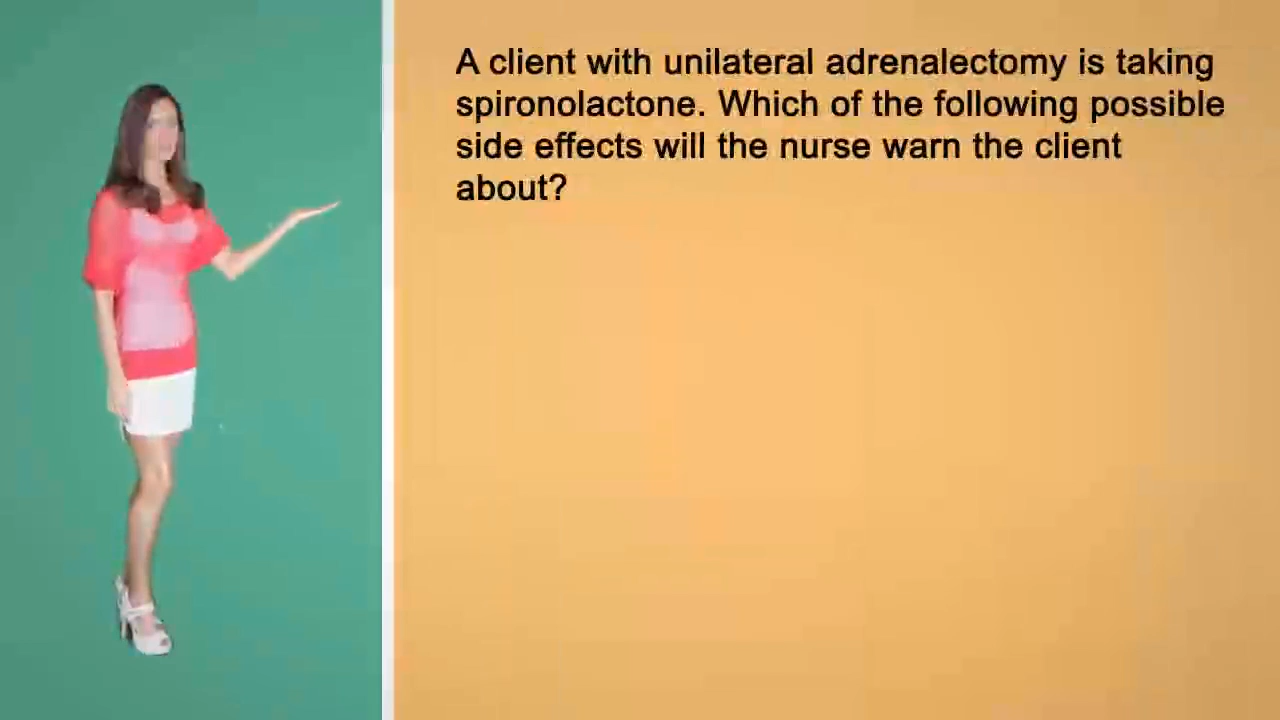 A client with unilateral adrenalectomy is taking
spironolactone. Which of the following possible
side effects will the nurse warn the client
about?